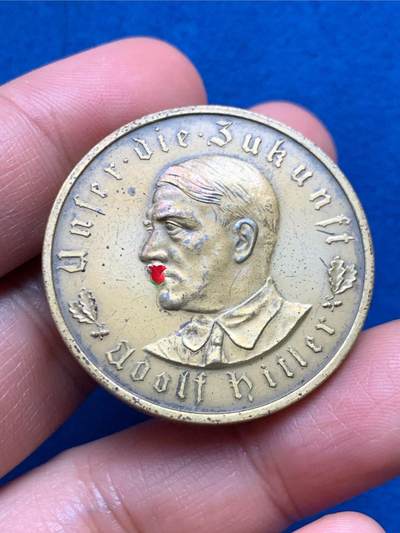 Unser · die · Zukunft
Adolf Hitler